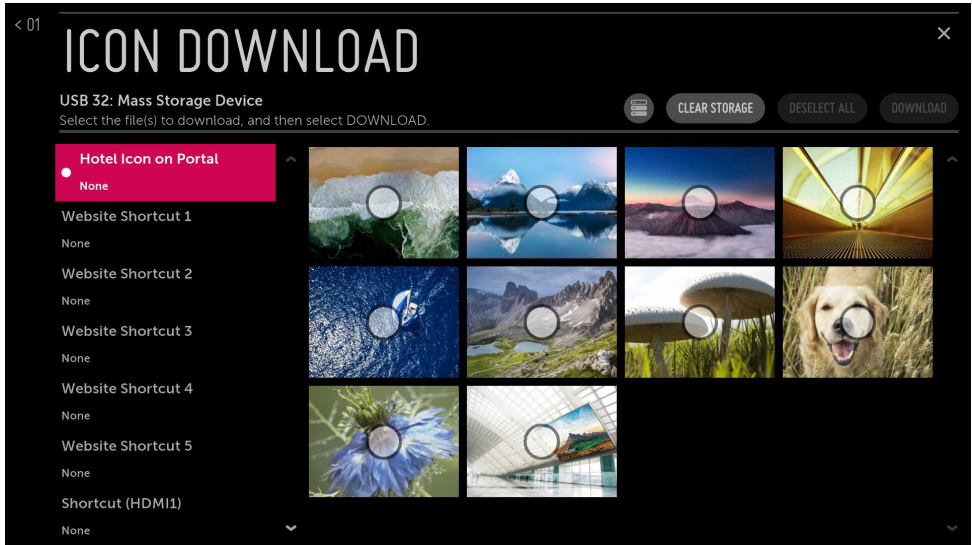 < 01
ICON DOWNLOAD
USB 32: Mass Storage Device
Select the file(s) to download, and then select DOWNLOAD.
CLEAR STORAGE
DESELECT ALL
DOWNLOAD
Hotel Icon on Portal
None
Website Shortcut 1
None
Website Shortcut 2
None
Website Shortcut 3
None
Website Shortcut 4
None
Website Shortcut 5
None
Shortcut (HDMI1)
None